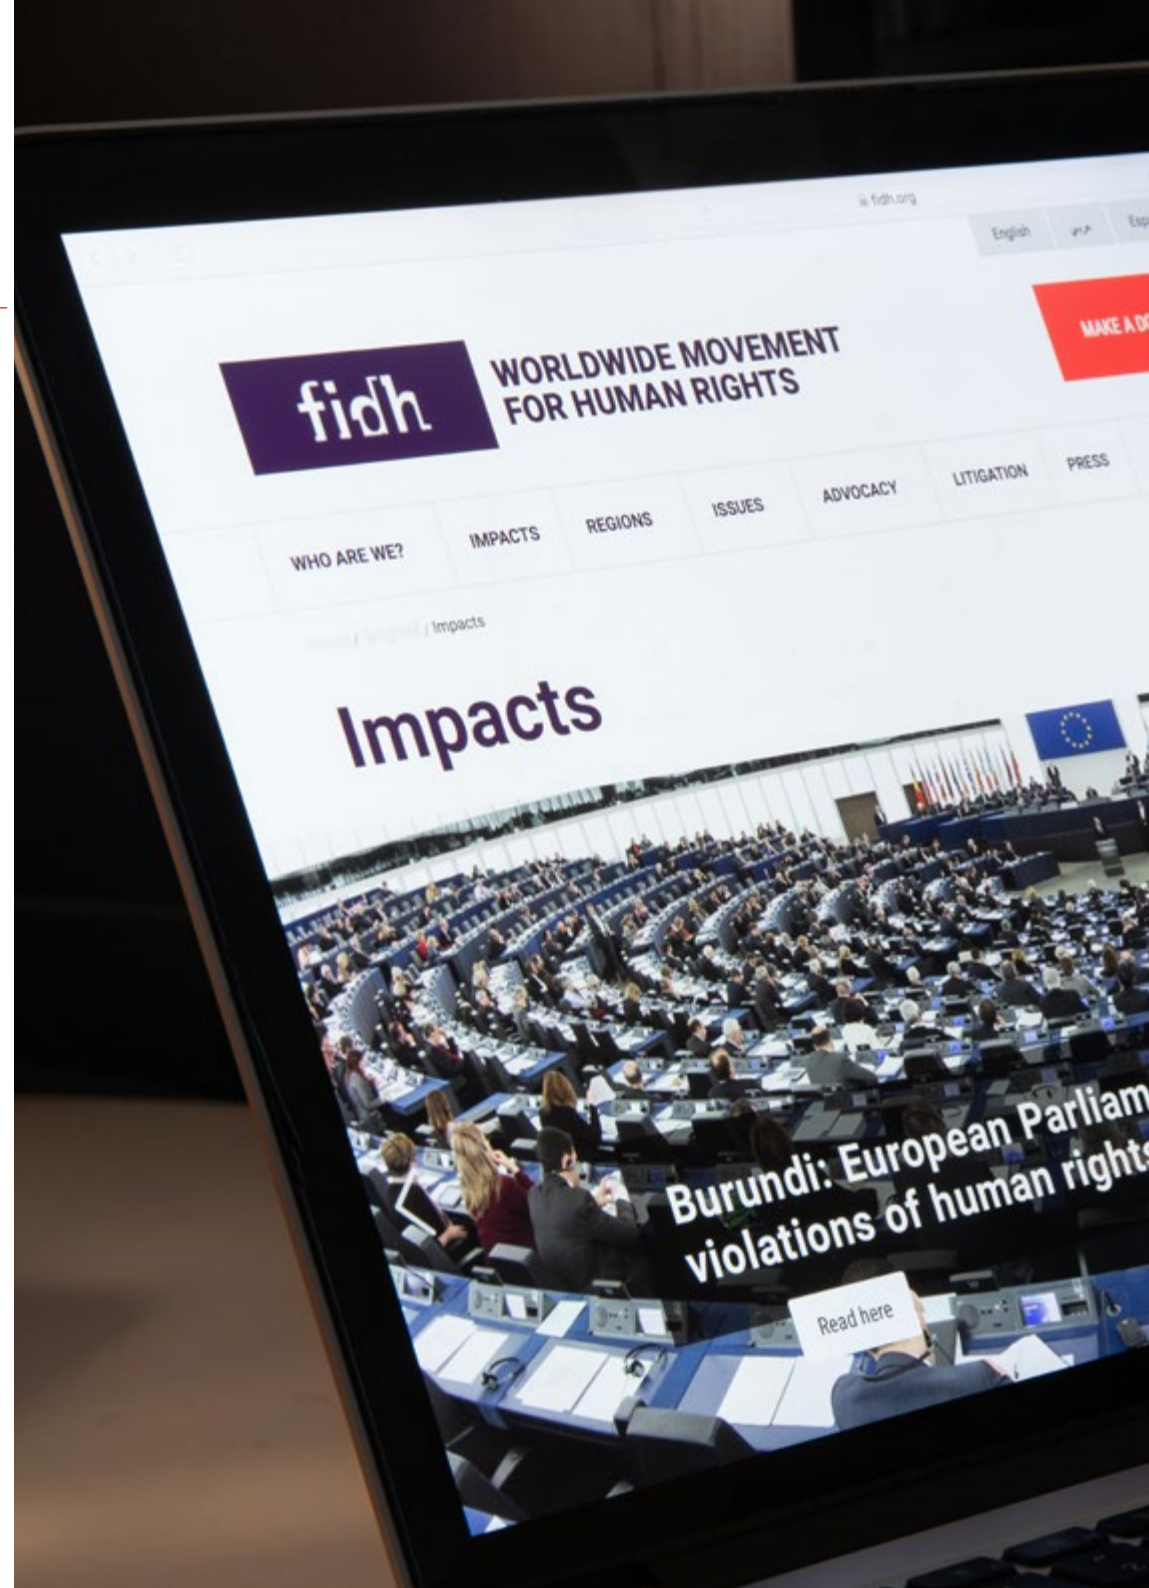 fidh.org
English
MAKE A
fidh
WORLDWIDE MOVEMENT
FOR HUMAN RIGHTS
WHO ARE WE?
IMPACTS
REGIONS
ISSUES
ADVOCACY
LITIGATION
PRESS
/ / Impacts
Impacts
Burundi: European Parliam
violations of human rights
Read here